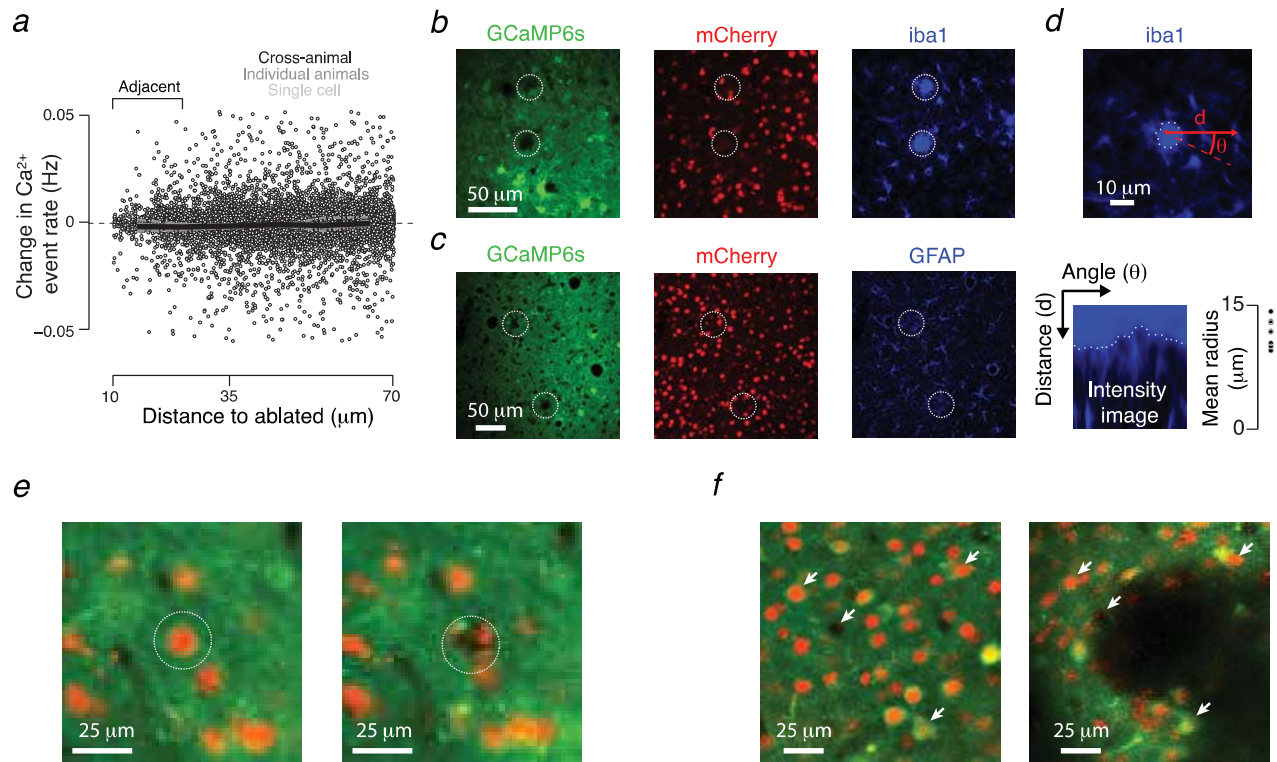 a
Cross-animal
Individual animals
Single cell
Adjacent
0.05
0
−0.05
Change in Ca²⁺
event rate (Hz)
10
35
70
Distance to ablated (μm)
b
GCaMP6s
mCherry
iba1
50 μm
c
GCaMP6s
mCherry
GFAP
50 μm
d
iba1
d
θ
10 μm
Angle (θ)
Distance (d)
Intensity
image
15
0
Mean radius
(μm)
e
25 μm
25 μm
f
25 μm
25 μm